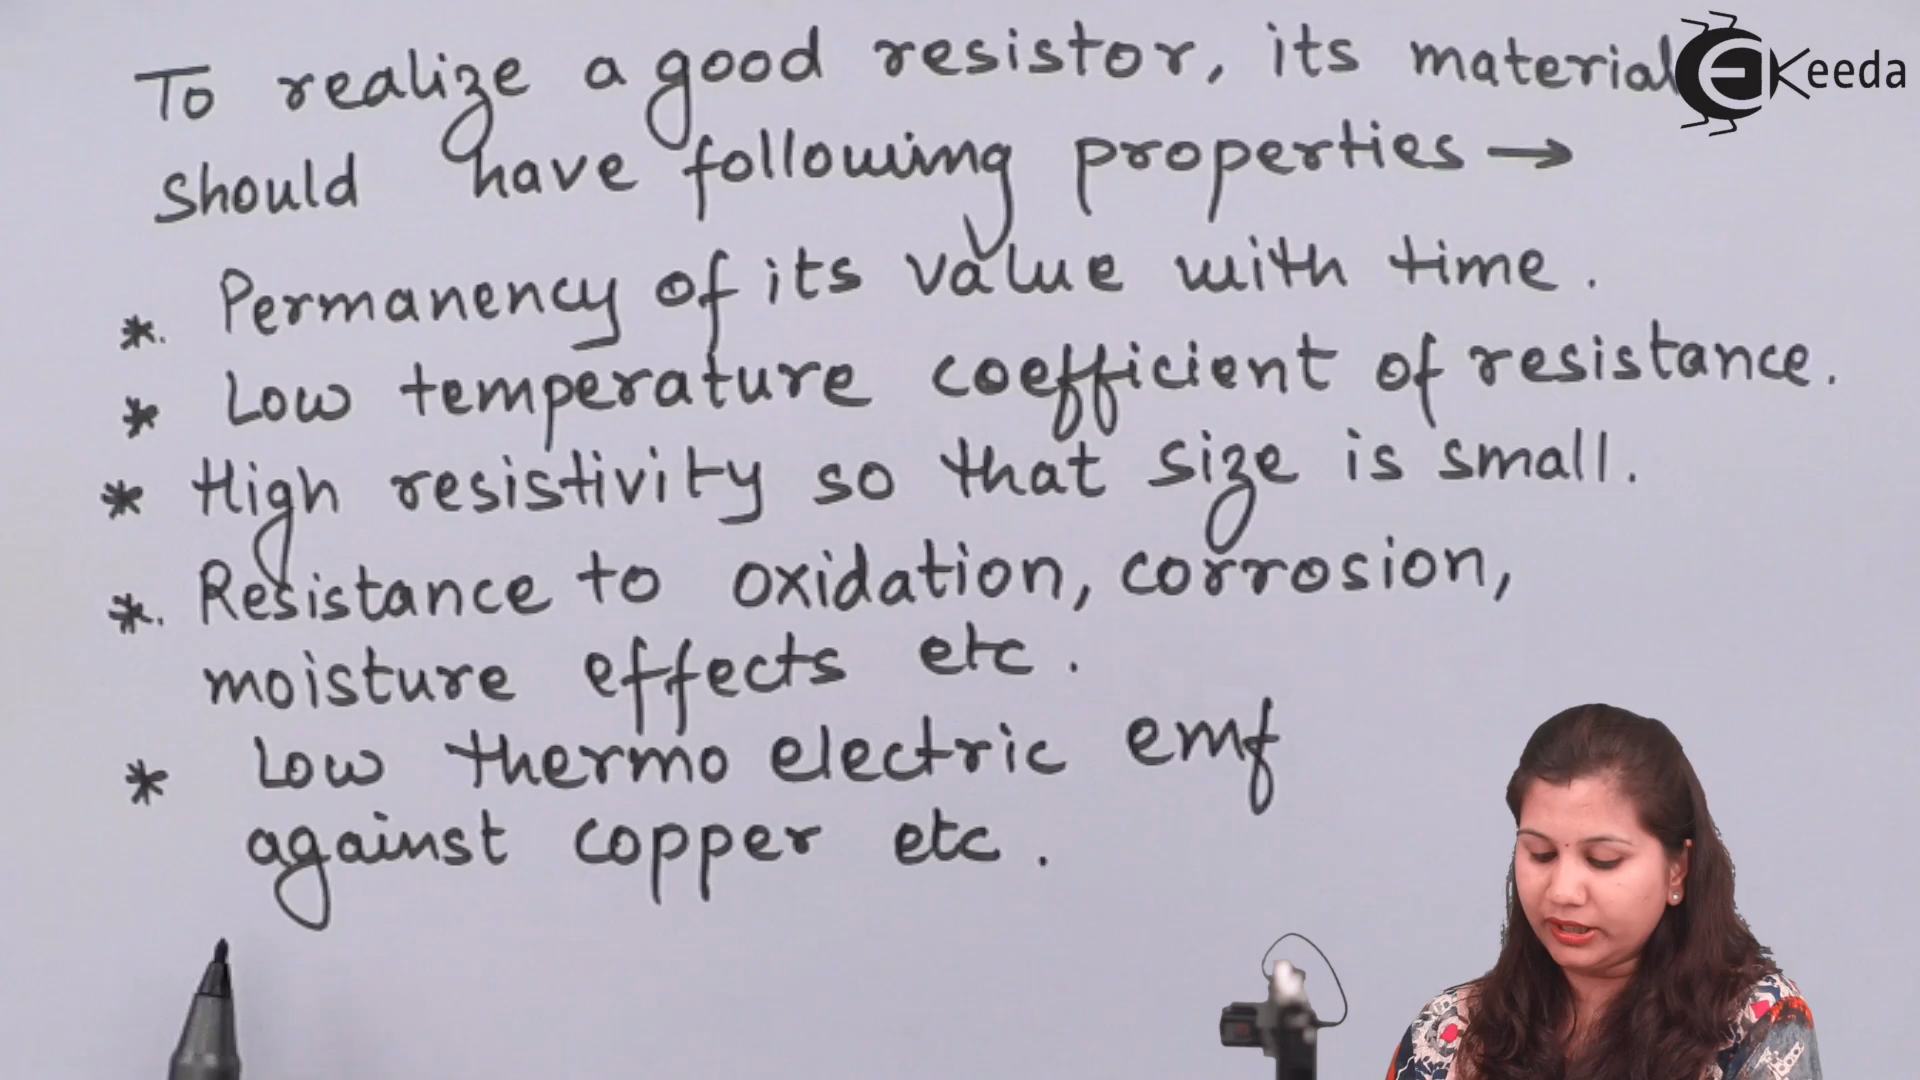 To realize a good resistor, its material
should have following properties →
*. Permanency of its value with time.
* Low temperature coefficient of resistance.
* High resistivity so that size is small.
*. Resistance to oxidation, corrosion,
moisture effects etc.
* Low thermo electric emf
against copper etc.
EKeeda